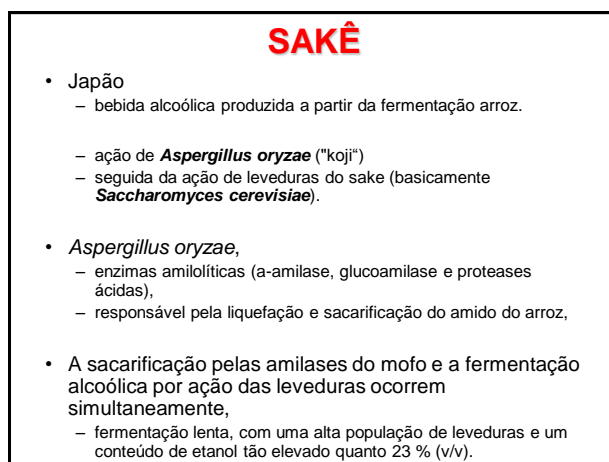 SAKÊ
• Japão
– bebida alcoólica produzida a partir da fermentação arroz.
– ação de Aspergillus oryzae ("koji“)
– seguida da ação de leveduras do sake (basicamente
Saccharomyces cerevisiae).
• Aspergillus oryzae,
– enzimas amilolíticas (a-amilase, glucoamilase e proteases
ácidas),
– responsável pela liquefação e sacarificação do amido do arroz,
• A sacarificação pelas amilases do mofo e a fermentação
alcoólica por ação das leveduras ocorrem
simultaneamente,
– fermentação lenta, com uma alta população de leveduras e um
conteúdo de etanol tão elevado quanto 23 % (v/v).